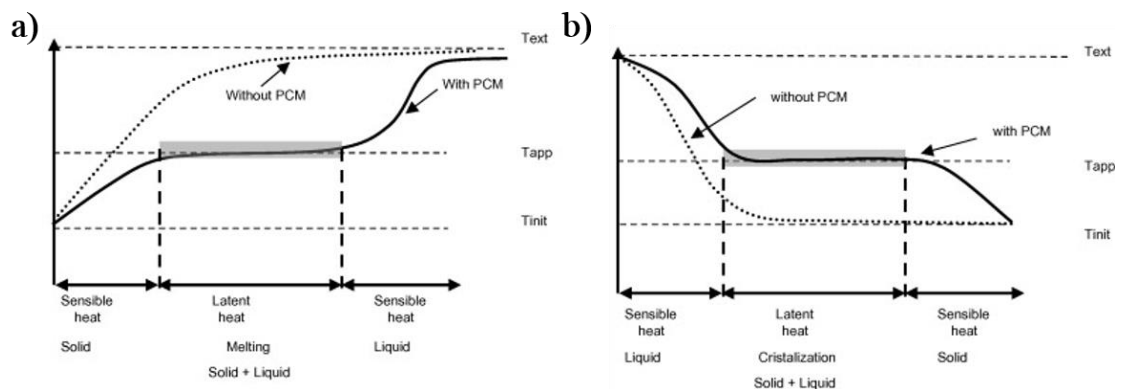 a)
Text
Without PCM
With PCM
Tapp
Tinit
Sensible heat
Latent heat
Sensible heat
Solid
Melting
Liquid
Solid + Liquid
b)
Text
without PCM
with PCM
Tapp
Tinit
Sensible heat
Latent heat
Sensible heat
Liquid
Cristalization
Solid
Solid + Liquid